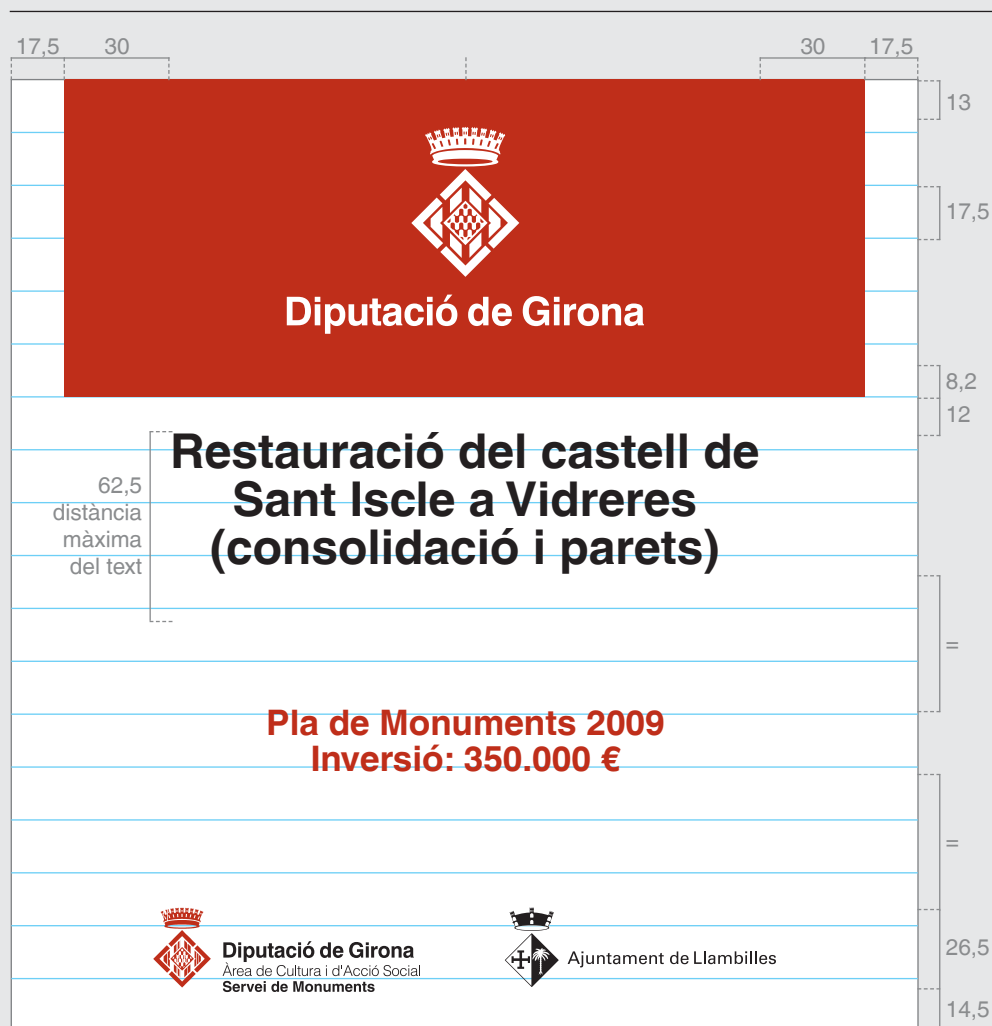 17,5 30 30 17,5
13
17,5
Diputació de Girona
8,2
12
Restauració del castell de
Sant Iscle a Vidreres
(consolidació i parets)
62,5
distància
màxima
del text
=
Pla de Monuments 2009
Inversió: 350.000 €
=
Diputació de Girona
Àrea de Cultura i d'Acció Social
Servei de Monuments
Ajuntament de Llambilles
26,5
14,5